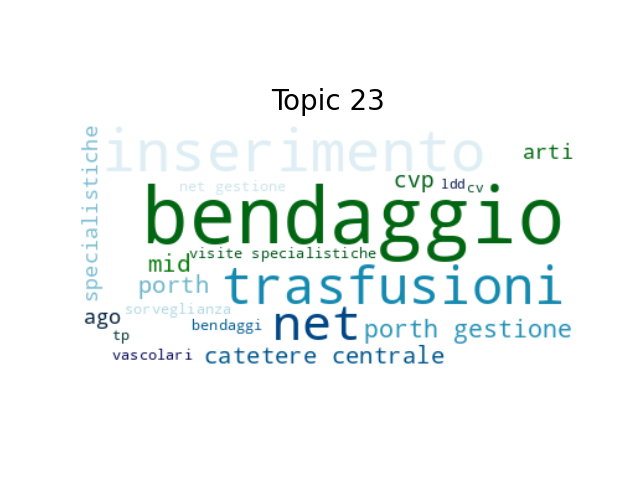 Topic 23
specialistiche
inserimento
arti
net gestione
cvp
ldd
cv
bendaggio
visite specialistiche
mid
porth
trasfusioni
sorveglianza
ago
tp
bendaggi
net
porth gestione
vascolari
catetere centrale